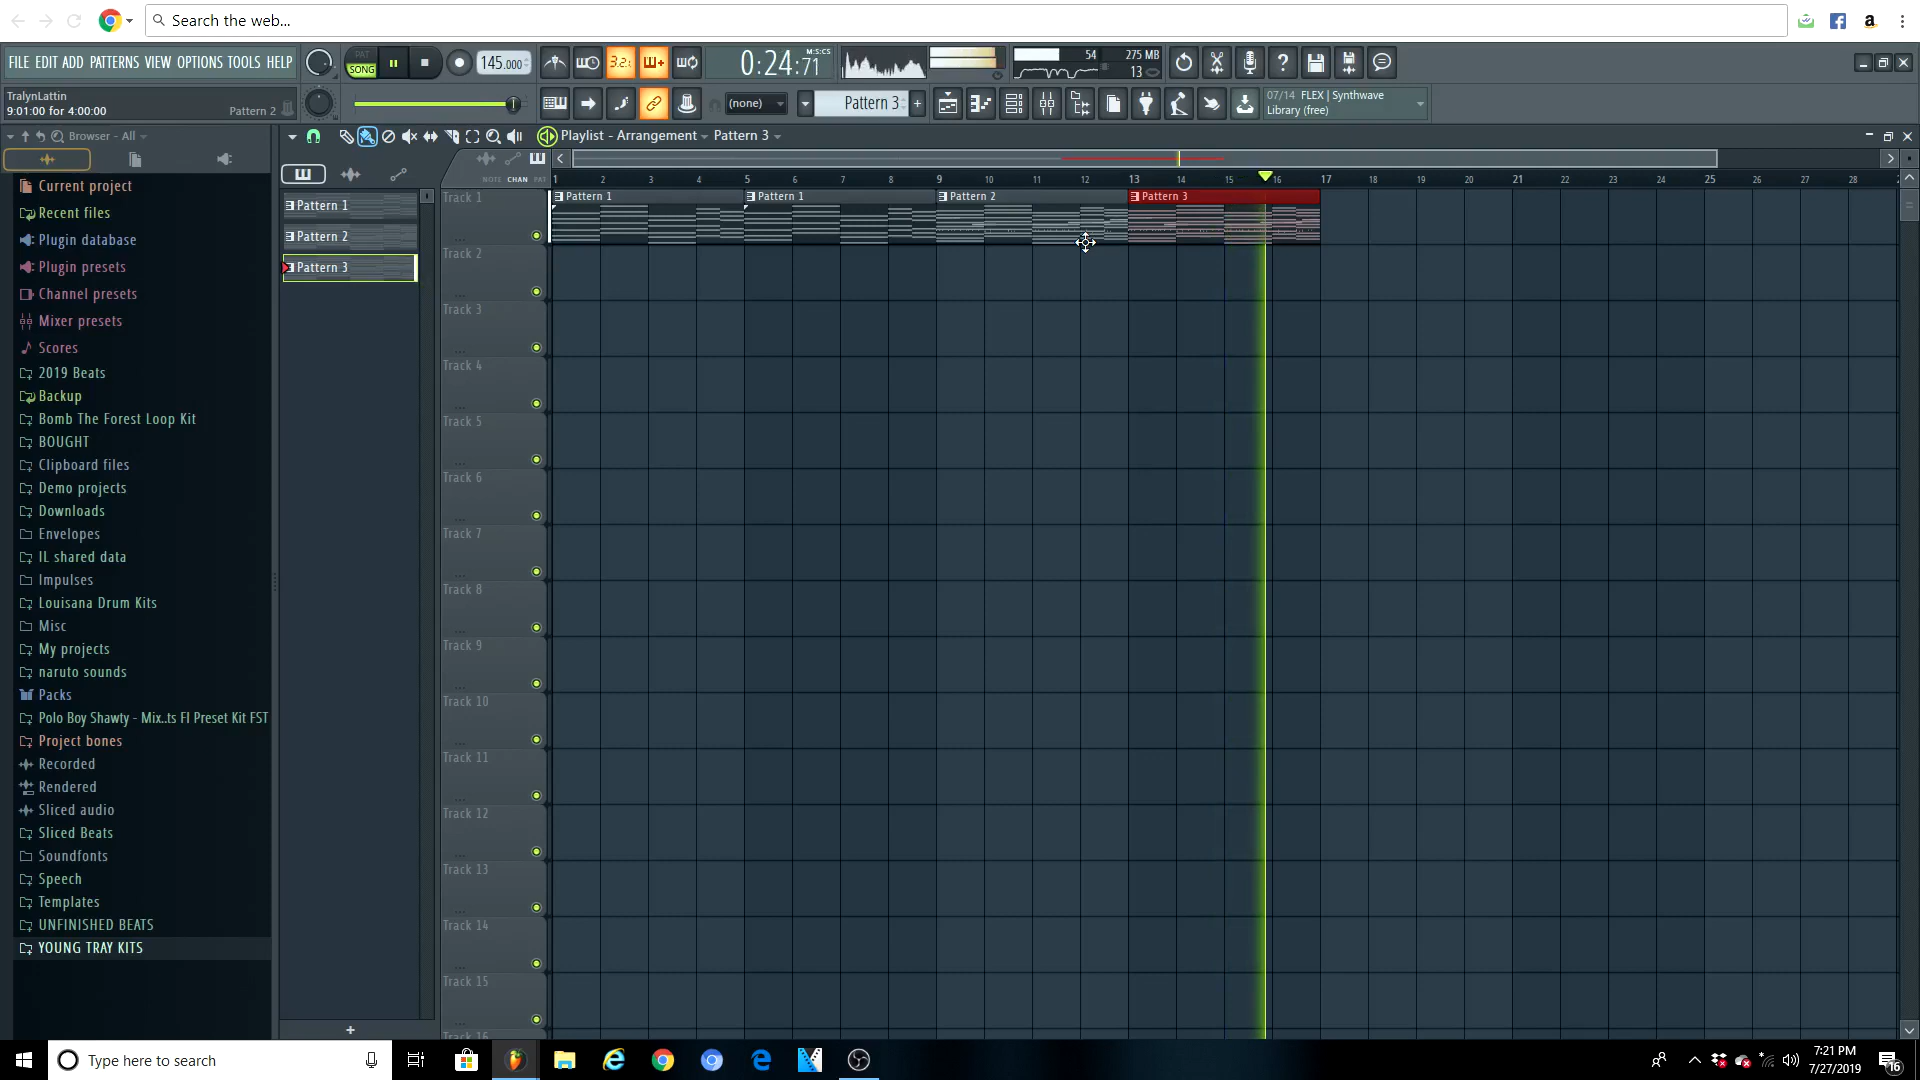 Search the web...
FILE EDIT ADD PATTERNS VIEW OPTIONS TOOLS HELP
PAT
SONG
145.000
3.2.
M:S:CS
0:24:71
54
275 MB
13
TralynLattin
9:01:00 for 4:00:00
Pattern 2
(none)
Pattern 3
07/14 FLEX | Synthwave
Library (free)
Browser - All
Playlist - Arrangement
Pattern 3
NOTE CHAN PAT
1 2 3 4 5 6 7 8 9 10 11 12 13 14 15 16 17 18 19 20 21 22 23 24 25 26 27 28
Current project
Recent files
Plugin database
Plugin presets
Channel presets
Mixer presets
Scores
2019 Beats
Backup
Bomb The Forest Loop Kit
BOUGHT
Clipboard files
Demo projects
Downloads
Envelopes
IL shared data
Impulses
Louisana Drum Kits
Misc
My projects
naruto sounds
Packs
Polo Boy Shawty - Mix..ts Fl Preset Kit FST
Project bones
Recorded
Rendered
Sliced audio
Sliced Beats
Soundfonts
Speech
Templates
UNFINISHED BEATS
YOUNG TRAY KITS
Pattern 1
Pattern 2
Pattern 3
Track 1
Pattern 1
Pattern 1
Pattern 2
Pattern 3
Track 2
Track 3
Track 4
Track 5
Track 6
Track 7
Track 8
Track 9
Track 10
Track 11
Track 12
Track 13
Track 14
Track 15
Track 16
Type here to search
7:21 PM
7/27/2019
16